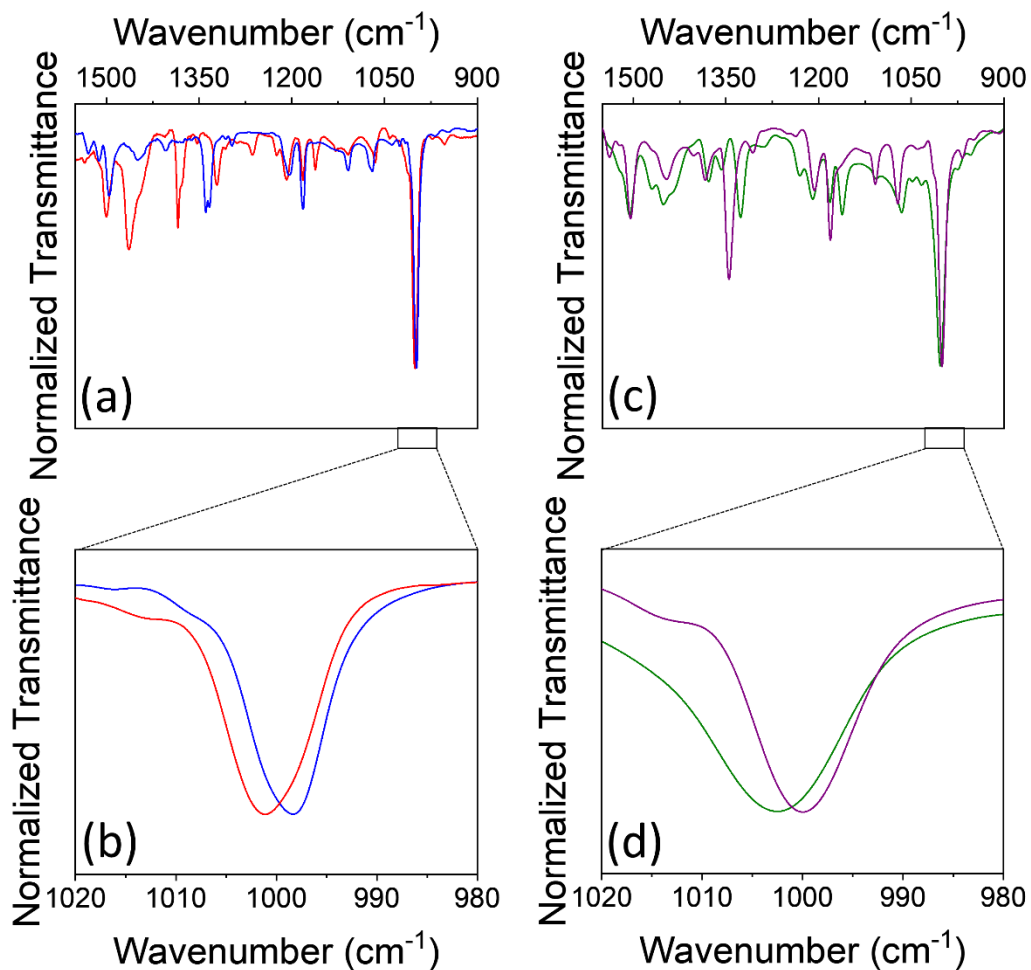 Wavenumber (cm⁻¹)
1500 1350 1200 1050 900
Normalized Transmittance
(a)
Wavenumber (cm⁻¹)
1500 1350 1200 1050 900
Normalized Transmittance
(c)
Normalized Transmittance
(b)
1020 1010 1000 990 980
Wavenumber (cm⁻¹)
Normalized Transmittance
(d)
1020 1010 1000 990 980
Wavenumber (cm⁻¹)